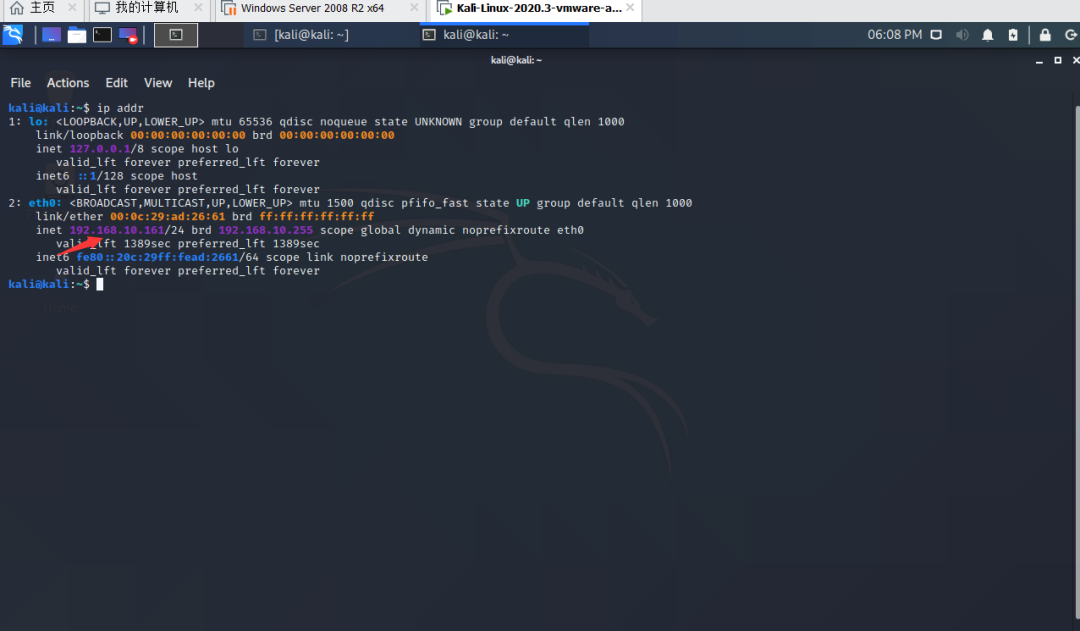 主页
我的计算机
Windows Server 2008 R2 x64
Kali-Linux-2020.3-vmware-a...
[kali@kali: ~]
kali@kali: ~
06:08 PM
kali@kali: ~
File Actions Edit View Help
kali@kali:~$ ip addr
1: lo: <LOOPBACK,UP,LOWER_UP> mtu 65536 qdisc noqueue state UNKNOWN group default qlen 1000
link/loopback 00:00:00:00:00:00 brd 00:00:00:00:00:00
inet 127.0.0.1/8 scope host lo
valid_lft forever preferred_lft forever
inet6 ::1/128 scope host
valid_lft forever preferred_lft forever
2: eth0: <BROADCAST,MULTICAST,UP,LOWER_UP> mtu 1500 qdisc pfifo_fast state UP group default qlen 1000
link/ether 00:0c:29:ad:26:61 brd ff:ff:ff:ff:ff:ff
inet 192.168.10.161/24 brd 192.168.10.255 scope global dynamic noprefixroute eth0
valid_lft 1389sec preferred_lft 1389sec
inet6 fe80::20c:29ff:fead:2661/64 scope link noprefixroute
valid_lft forever preferred_lft forever
kali@kali:~$
Home